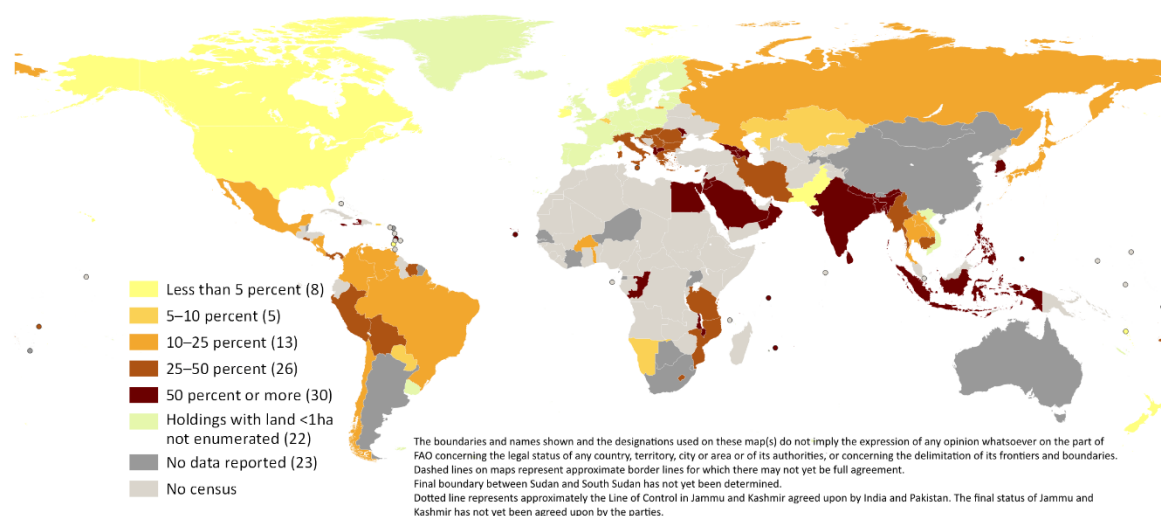 Less than 5 percent (8)
5–10 percent (5)
10–25 percent (13)
25–50 percent (26)
50 percent or more (30)
Holdings with land <1ha
not enumerated (22)
No data reported (23)
No census
The boundaries and names shown and the designations used on these map(s) do not imply the expression of any opinion whatsoever on the part of
FAO concerning the legal status of any country, territory, city or area or of its authorities, or concerning the delimitation of its frontiers and boundaries.
Dashed lines on maps represent approximate border lines for which there may not yet be full agreement.
Final boundary between Sudan and South Sudan has not yet been determined.
Dotted line represents approximately the Line of Control in Jammu and Kashmir agreed upon by India and Pakistan. The final status of Jammu and
Kashmir has not yet been agreed upon by the parties.